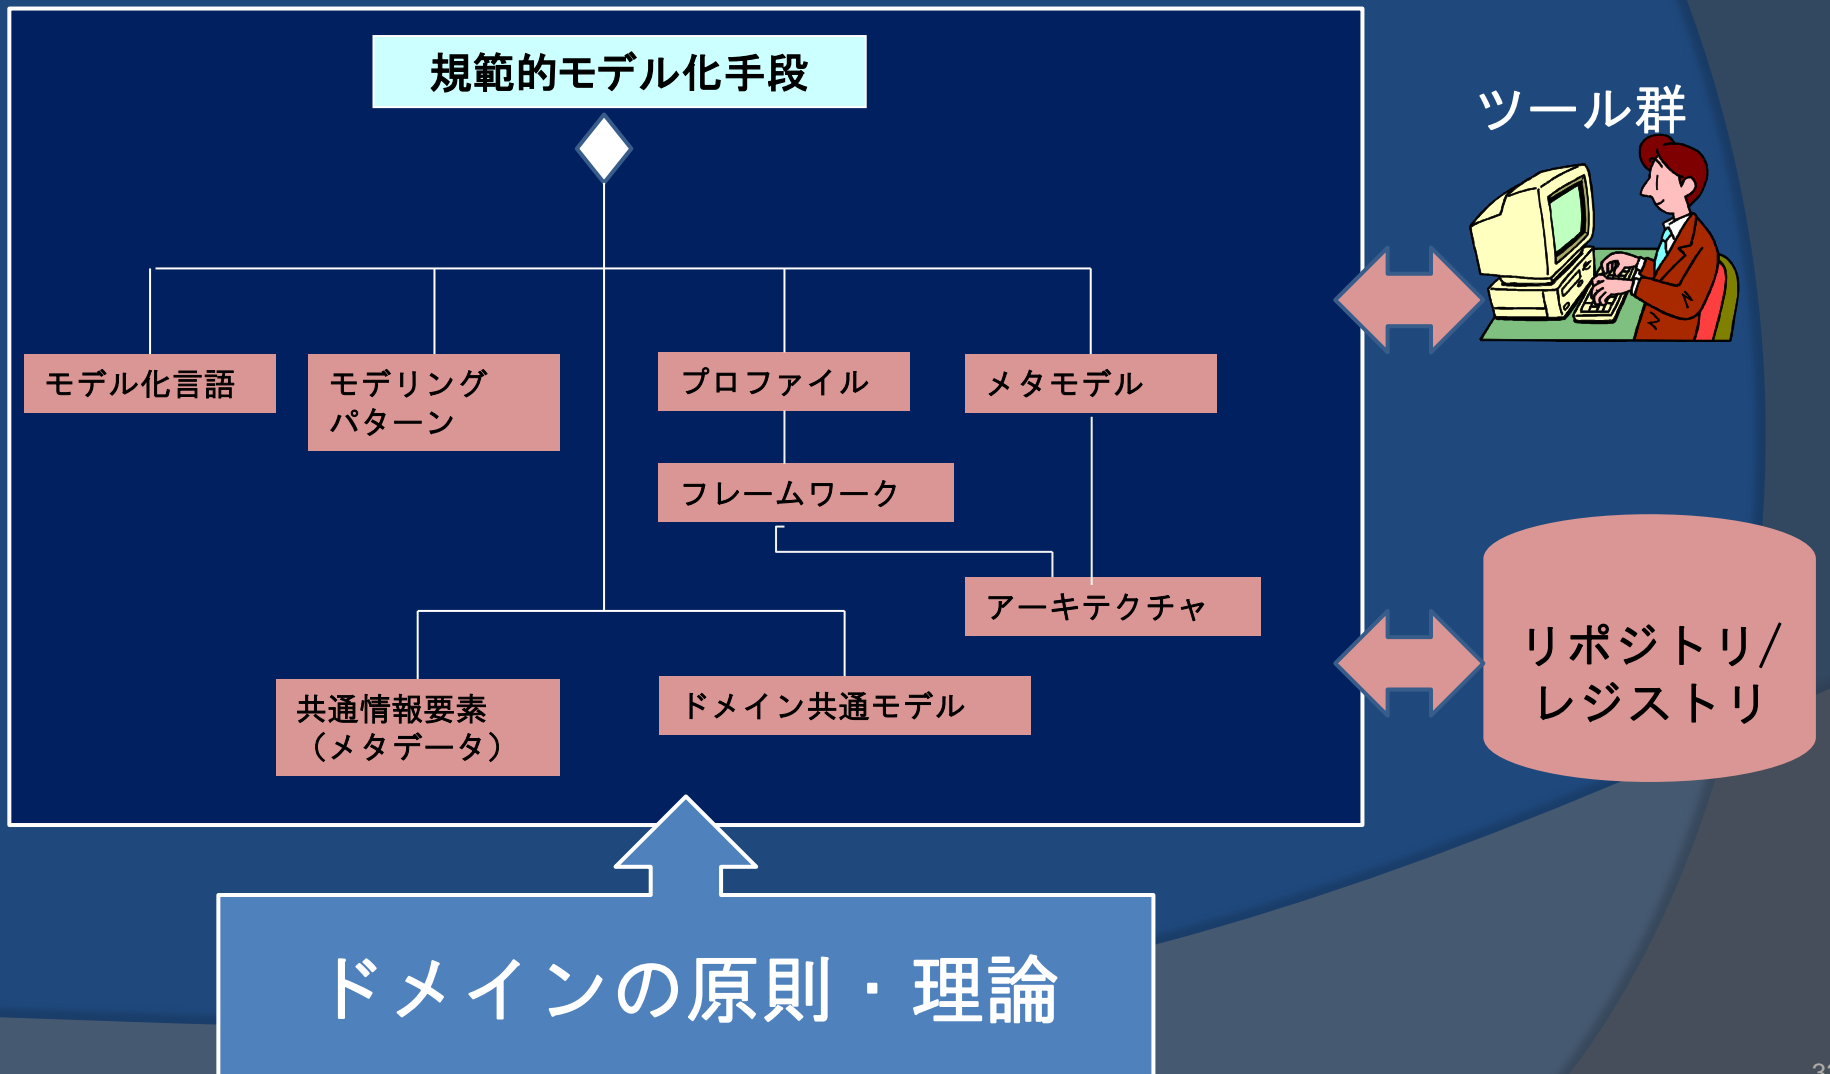 規範的モデル化手段
ツール群
モデル化言語
モデリング
パターン
プロファイル
メタモデル
フレームワーク
アーキテクチャ
共通情報要素
（メタデータ）
ドメイン共通モデル
リポジトリ/
レジストリ
ドメインの原則・理論